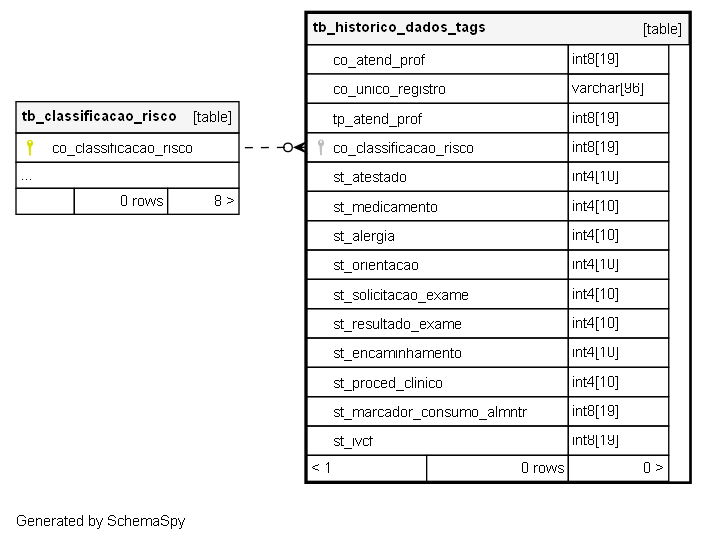 tb_classificacao_risco [table]
co_classificacao_risco
...
0 rows 8 >
tb_historico_dados_tags [table]
co_atend_prof int8[19]
co_unico_registro varchar[96]
tp_atend_prof int8[19]
co_classificacao_risco int8[19]
st_atestado int4[10]
st_medicamento int4[10]
st_alergia int4[10]
st_orientacao int4[10]
st_solicitacao_exame int4[10]
st_resultado_exame int4[10]
st_encaminhamento int4[10]
st_proced_clinico int4[10]
st_marcador_consumo_almntr int8[19]
st_ivcf int8[19]
< 1 0 rows 0 >
Generated by SchemaSpy